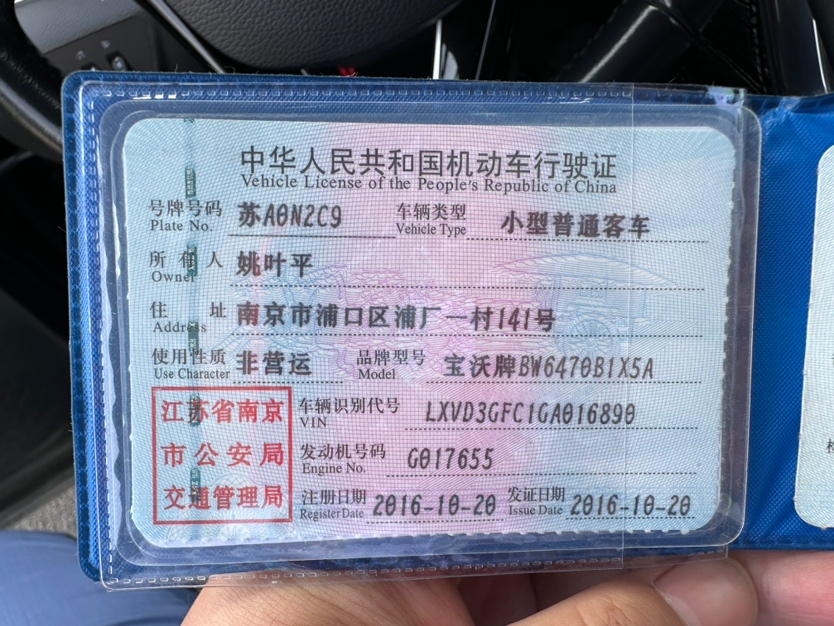 中华人民共和国机动车行驶证
Vehicle License of the People's Republic of China
号牌号码 苏A0N2C9 车辆类型 小型普通客车
Plate No. Vehicle Type
所有人 姚叶平
Owner
住址 南京市浦口区浦厂一村141号
Address
使用性质 非营运 品牌型号 宝沃牌BW6470B1X5A
Use Character Model
江苏省南京
市公安局
交通管理局
车辆识别代号 LXVD3GFC1GA016890
VIN
发动机号码 G017655
Engine No.
注册日期 2016-10-20 发证日期 2016-10-20
Register Date Issue Date